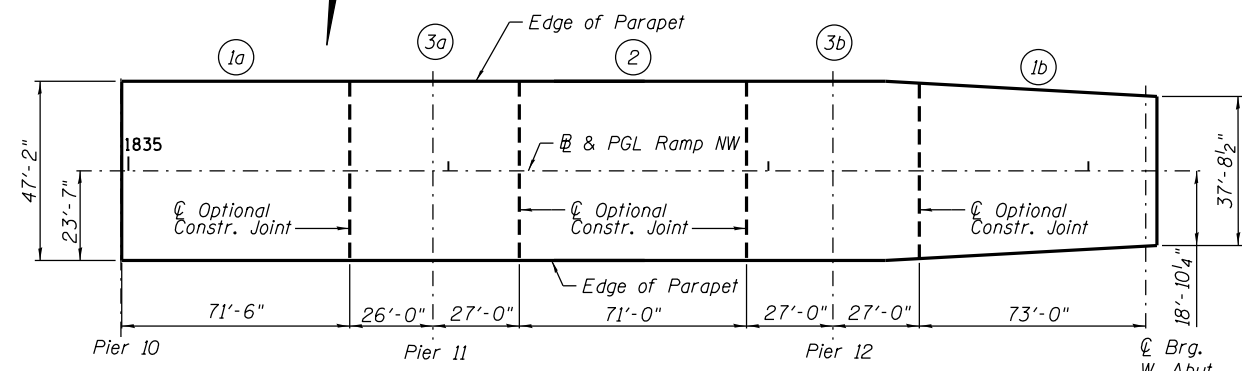 Edge of Parapet
1a
3a
2
3b
1b
1835
℄ & PGL Ramp NW
47'-2"
23'-7"
37'-8½"
18'-10¼"
℄ Optional
Constr. Joint
℄ Optional
Constr. Joint
℄ Optional
Constr. Joint
Edge of Parapet
71'-6"
26'-0"
27'-0"
71'-0"
27'-0"
27'-0"
73'-0"
Pier 10
Pier 11
Pier 12
℄ Brg.
W. Abut.